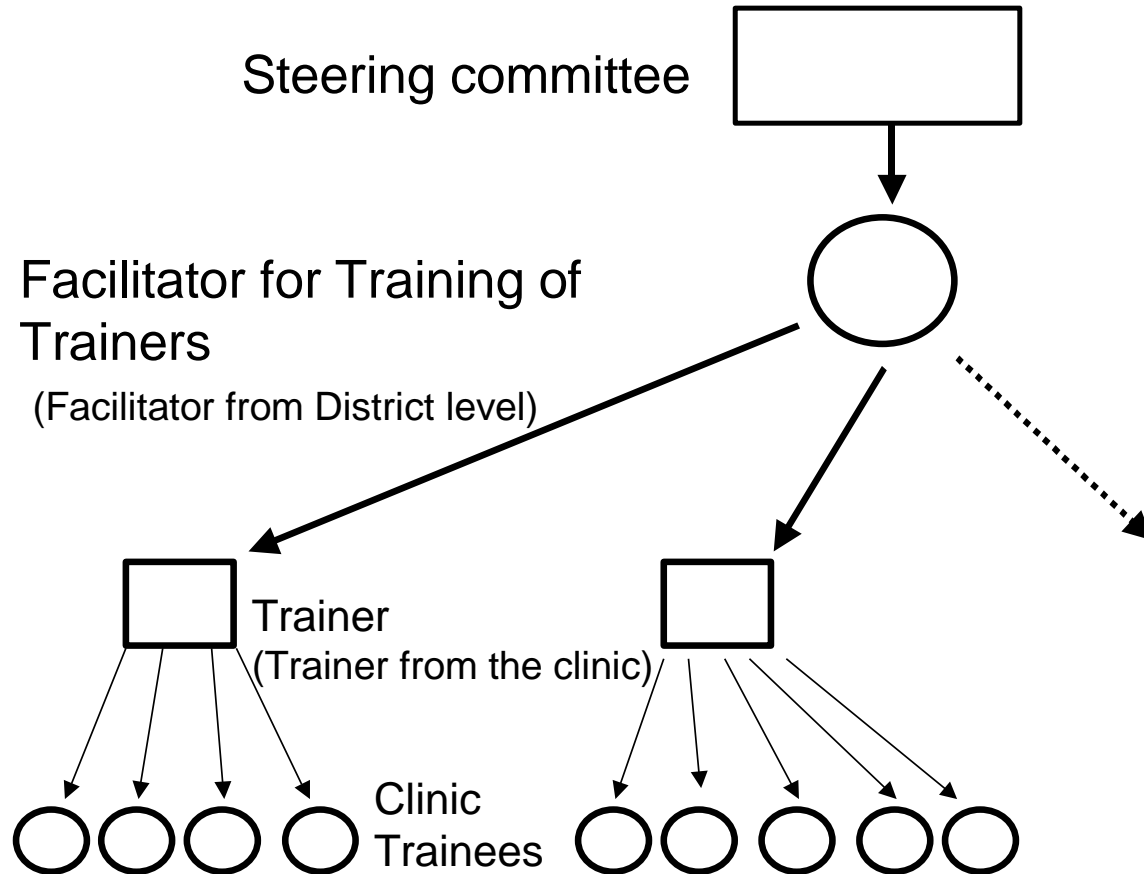 Steering committee
Facilitator for Training of
Trainers
(Facilitator from District level)
Trainer
(Trainer from the clinic)
Clinic
Trainees